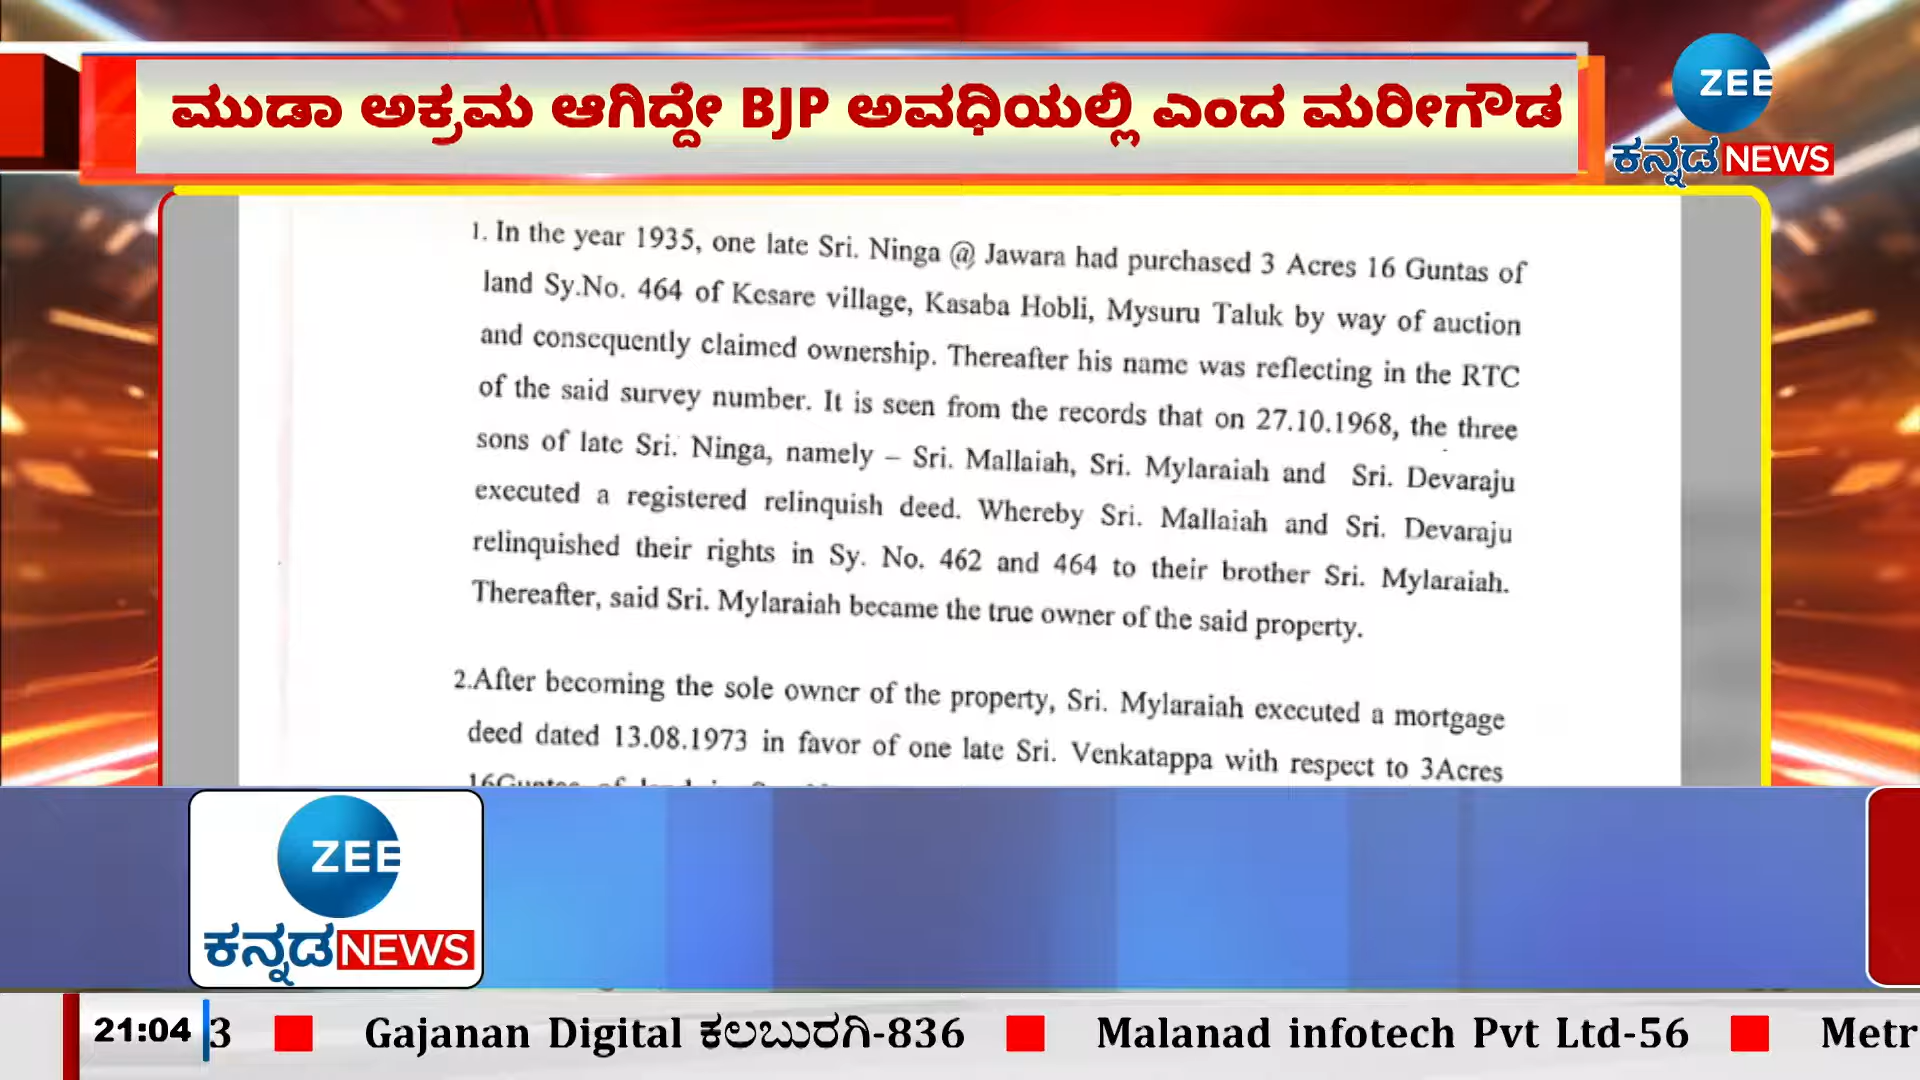 ಮುಡಾ ಅಕ್ರಮ ಆಗಿದ್ದೇ BJP ಅವಧಿಯಲ್ಲಿ ಎಂದ ಮರೀಗೌಡ
ZEE
ಕನ್ನಡ NEWS
1. In the year 1935, one late Sri. Ninga @ Jawara had purchased 3 Acres 16 Guntas of
land Sy.No. 464 of Kesare village, Kasaba Hobli, Mysuru Taluk by way of auction
and consequently claimed ownership. Thereafter his name was reflecting in the RTC
of the said survey number. It is seen from the records that on 27.10.1968, the three
sons of late Sri. Ninga, namely – Sri. Mallaiah, Sri. Mylaraiah and Sri. Devaraju
executed a registered relinquish deed. Whereby Sri. Mallaiah and Sri. Devaraju
relinquished their rights in Sy. No. 462 and 464 to their brother Sri. Mylaraiah.
Thereafter, said Sri. Mylaraiah became the true owner of the said property.
2.After becoming the sole owner of the property, Sri. Mylaraiah executed a mortgage
deed dated 13.08.1973 in favor of one late Sri. Venkatappa with respect to 3Acres
16Guntas of land in
ZEE
ಕನ್ನಡ NEWS
21:04 3 Gajanan Digital ಕಲಬುರಗಿ-836 Malanad infotech Pvt Ltd-56 Metr